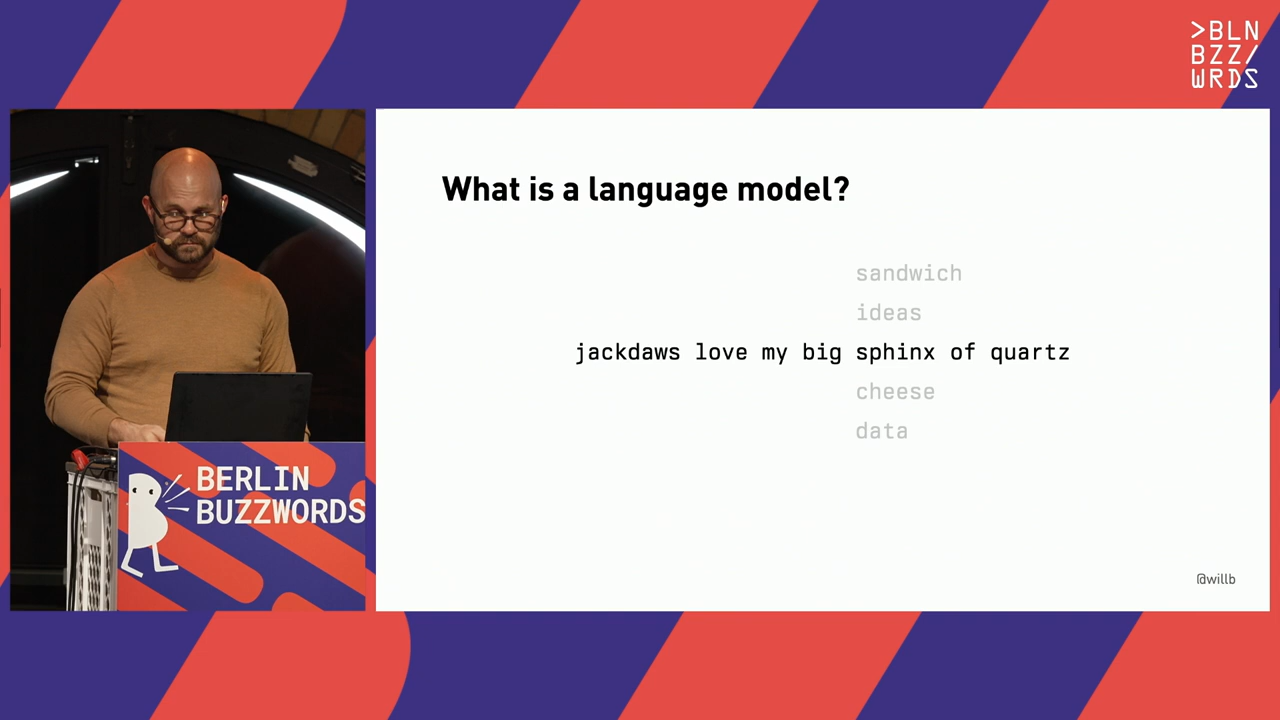 >BLN
BZZ/
WRDS
What is a language model?
sandwich
ideas
jackdaws love my big sphinx of quartz
cheese
data
@willb
BERLIN
BUZZWORDS